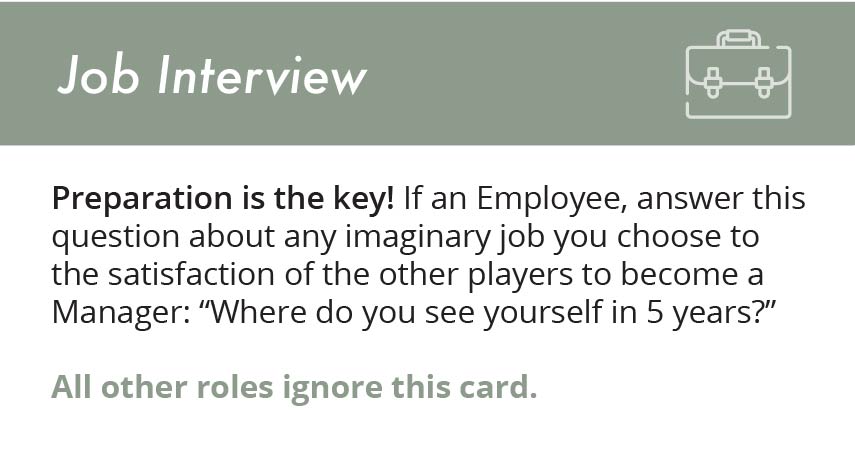 Job Interview
Preparation is the key! If an Employee, answer this
question about any imaginary job you choose to
the satisfaction of the other players to become a
Manager: “Where do you see yourself in 5 years?”
All other roles ignore this card.